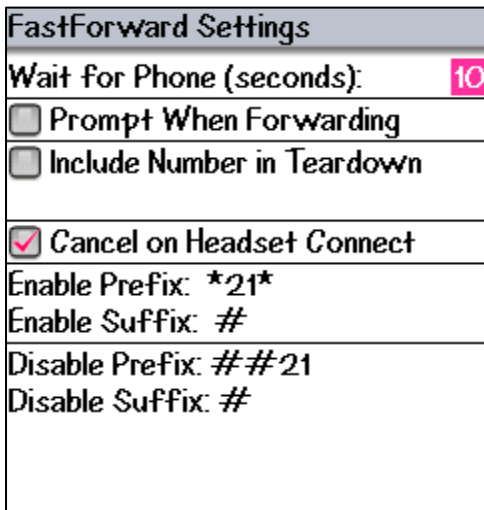 FastForward Settings
Wait for Phone (seconds): 10
Prompt When Forwarding
Include Number in Teardown
Cancel on Headset Connect
Enable Prefix: *21*
Enable Suffix: #
Disable Prefix: ##21
Disable Suffix: #